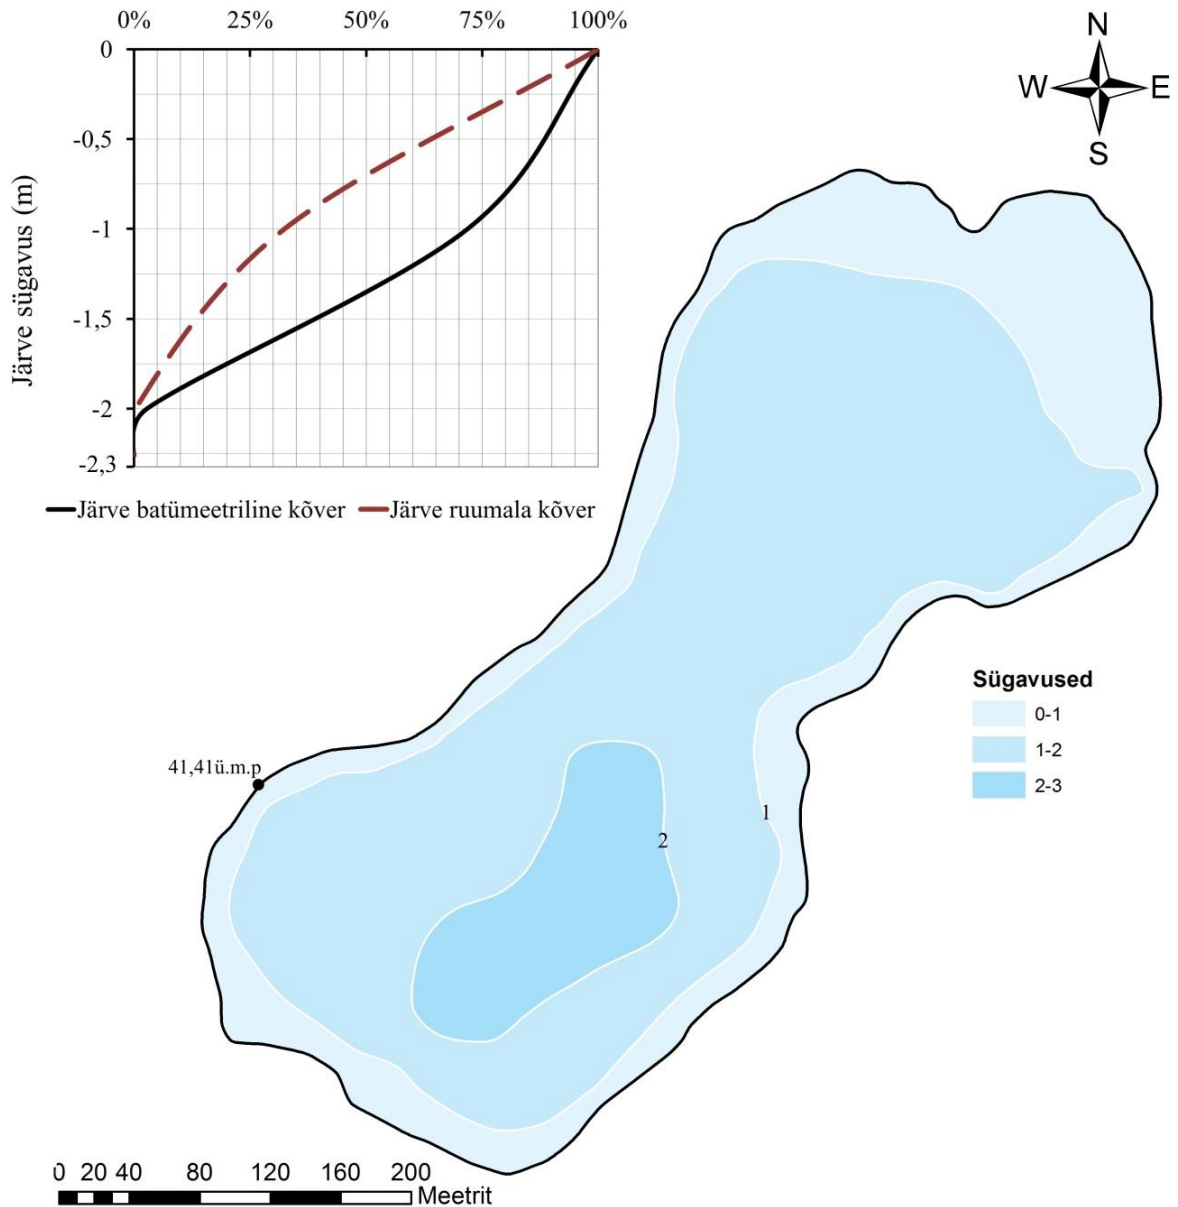 0% 25% 50% 75% 100%
0
-0,5
-1
-1,5
-2
-2,3
Järve sügavus (m)
Järve batümeetriline kõver Järve ruumala kõver
N
W E
S
Sügavused
0-1
1-2
2-3
41,41ü.m.p
1
2
0 20 40 80 120 160 200
Meetrit